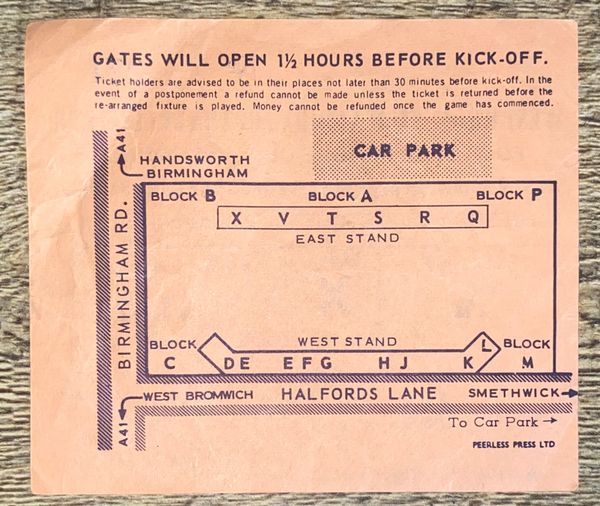 GATES WILL OPEN 1½ HOURS BEFORE KICK-OFF.
Ticket holders are advised to be in their places not later than 30 minutes before kick-off. In the
event of a postponement a refund cannot be made unless the ticket is returned before the
re-arranged fixture is played. Money cannot be refunded once the game has commenced.
A41
CAR PARK
HANDSWORTH
BIRMINGHAM
BIRMINGHAM RD.
BLOCK B BLOCK A BLOCK P
X V T S R Q
EAST STAND
WEST STAND
BLOCK L BLOCK
C DE EFG H J K M
WEST BROMWICH HALFORDS LANE SMETHWICK
A41
To Car Park
PEERLESS PRESS LTD